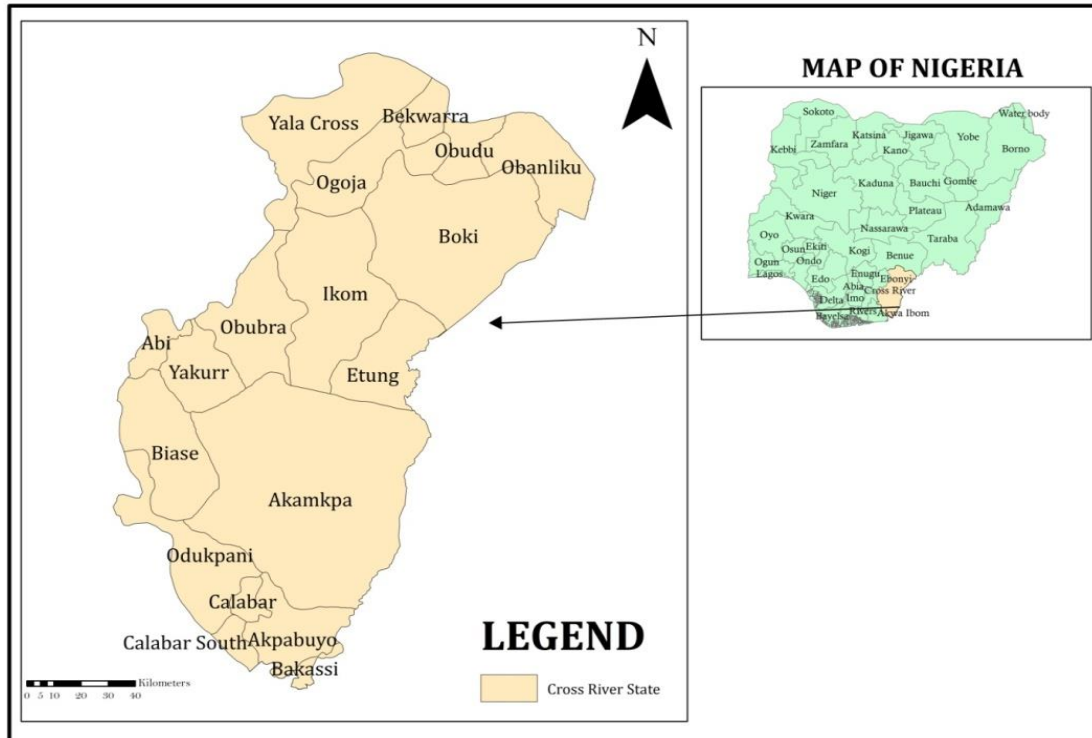 N
Yala Cross
Bekwarra
Obudu
Obanliku
Ogoja
Boki
Ikom
Obubra
Abi
Yakurr
Etung
Biase
Akamkpa
Odukpani
Calabar
Calabar South
Akpabuyo
Bakassi
Kilometers
0 5 10 20 30 40
LEGEND
Cross River State
MAP OF NIGERIA
Sokoto
Water body
Katsina
Jigawa
Yobe
Zamfara
Kano
Borno
Kebbi
Kaduna
Bauchi
Gombe
Niger
Adamawa
Plateau
Kwara
Nassarawa
Oyo
Taraba
Osun
Ekiti
Kogi
Benue
Ogun
Ondo
Lagos
Edo
Enugu
Ebonyi
Abia
Cross River
Delta
Imo
Rivers
Akwa Ibom
Bayelsa